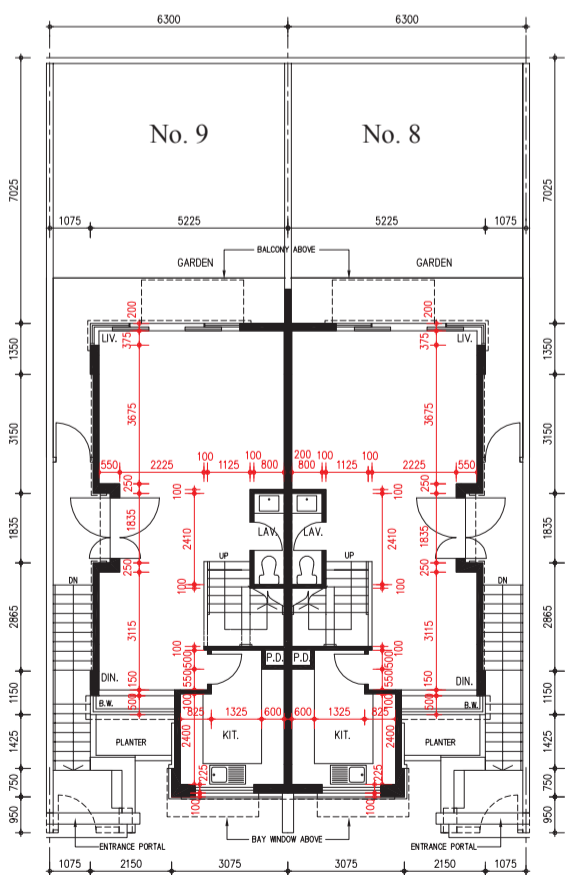 6300 6300
No. 9 No. 8
7025 7025
1075 5225 5225 1075
BALCONY ABOVE
GARDEN GARDEN
200 200
LIV. LIV.
375 375
1350 1350
3675 3675
3150 3150
550 2225 100 1125 100 800 200 800 100 1125 100 2225 550
250 100 100 250
1835 1835 2410 2410 1835 1835
LAV. LAV.
250 UP UP 250
DN 100 100 DN
2865 3115 3115 2865
100 100
500 P.D. P.D. 500
550 550
DIN. 150 150 DIN.
B.W. 500 100 100 500 B.W.
1150 1150
825 1325 600 600 1325 825
PLANTER 2400 KIT. KIT. 2400 PLANTER
1425 1425
225 225
750 100 100 750
950 950
ENTRANCE PORTAL BAY WINDOW ABOVE ENTRANCE PORTAL
1075 2150 3075 3075 2150 1075